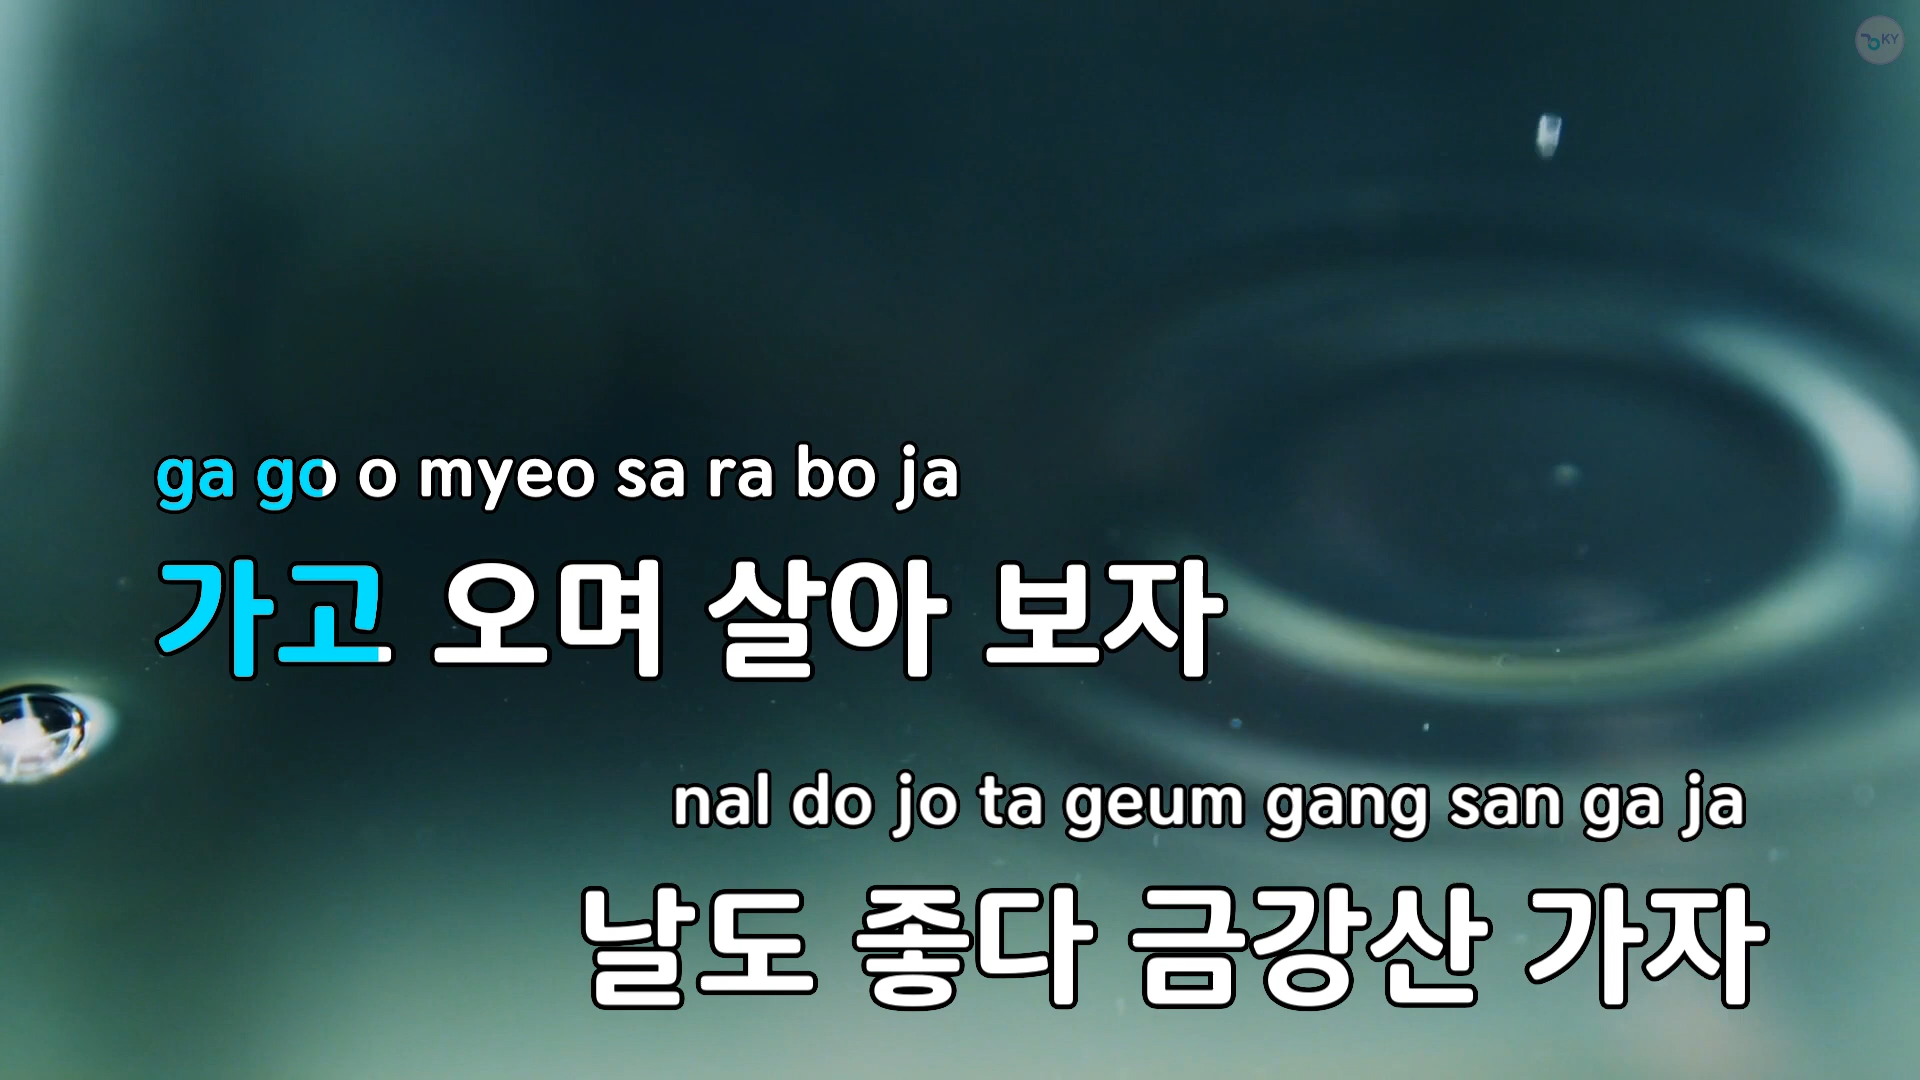 KY
ga go o myeo sa ra bo ja
가고 오며 살아 보자
nal do jo ta geum gang san ga ja
날도 좋다 금강산 가자